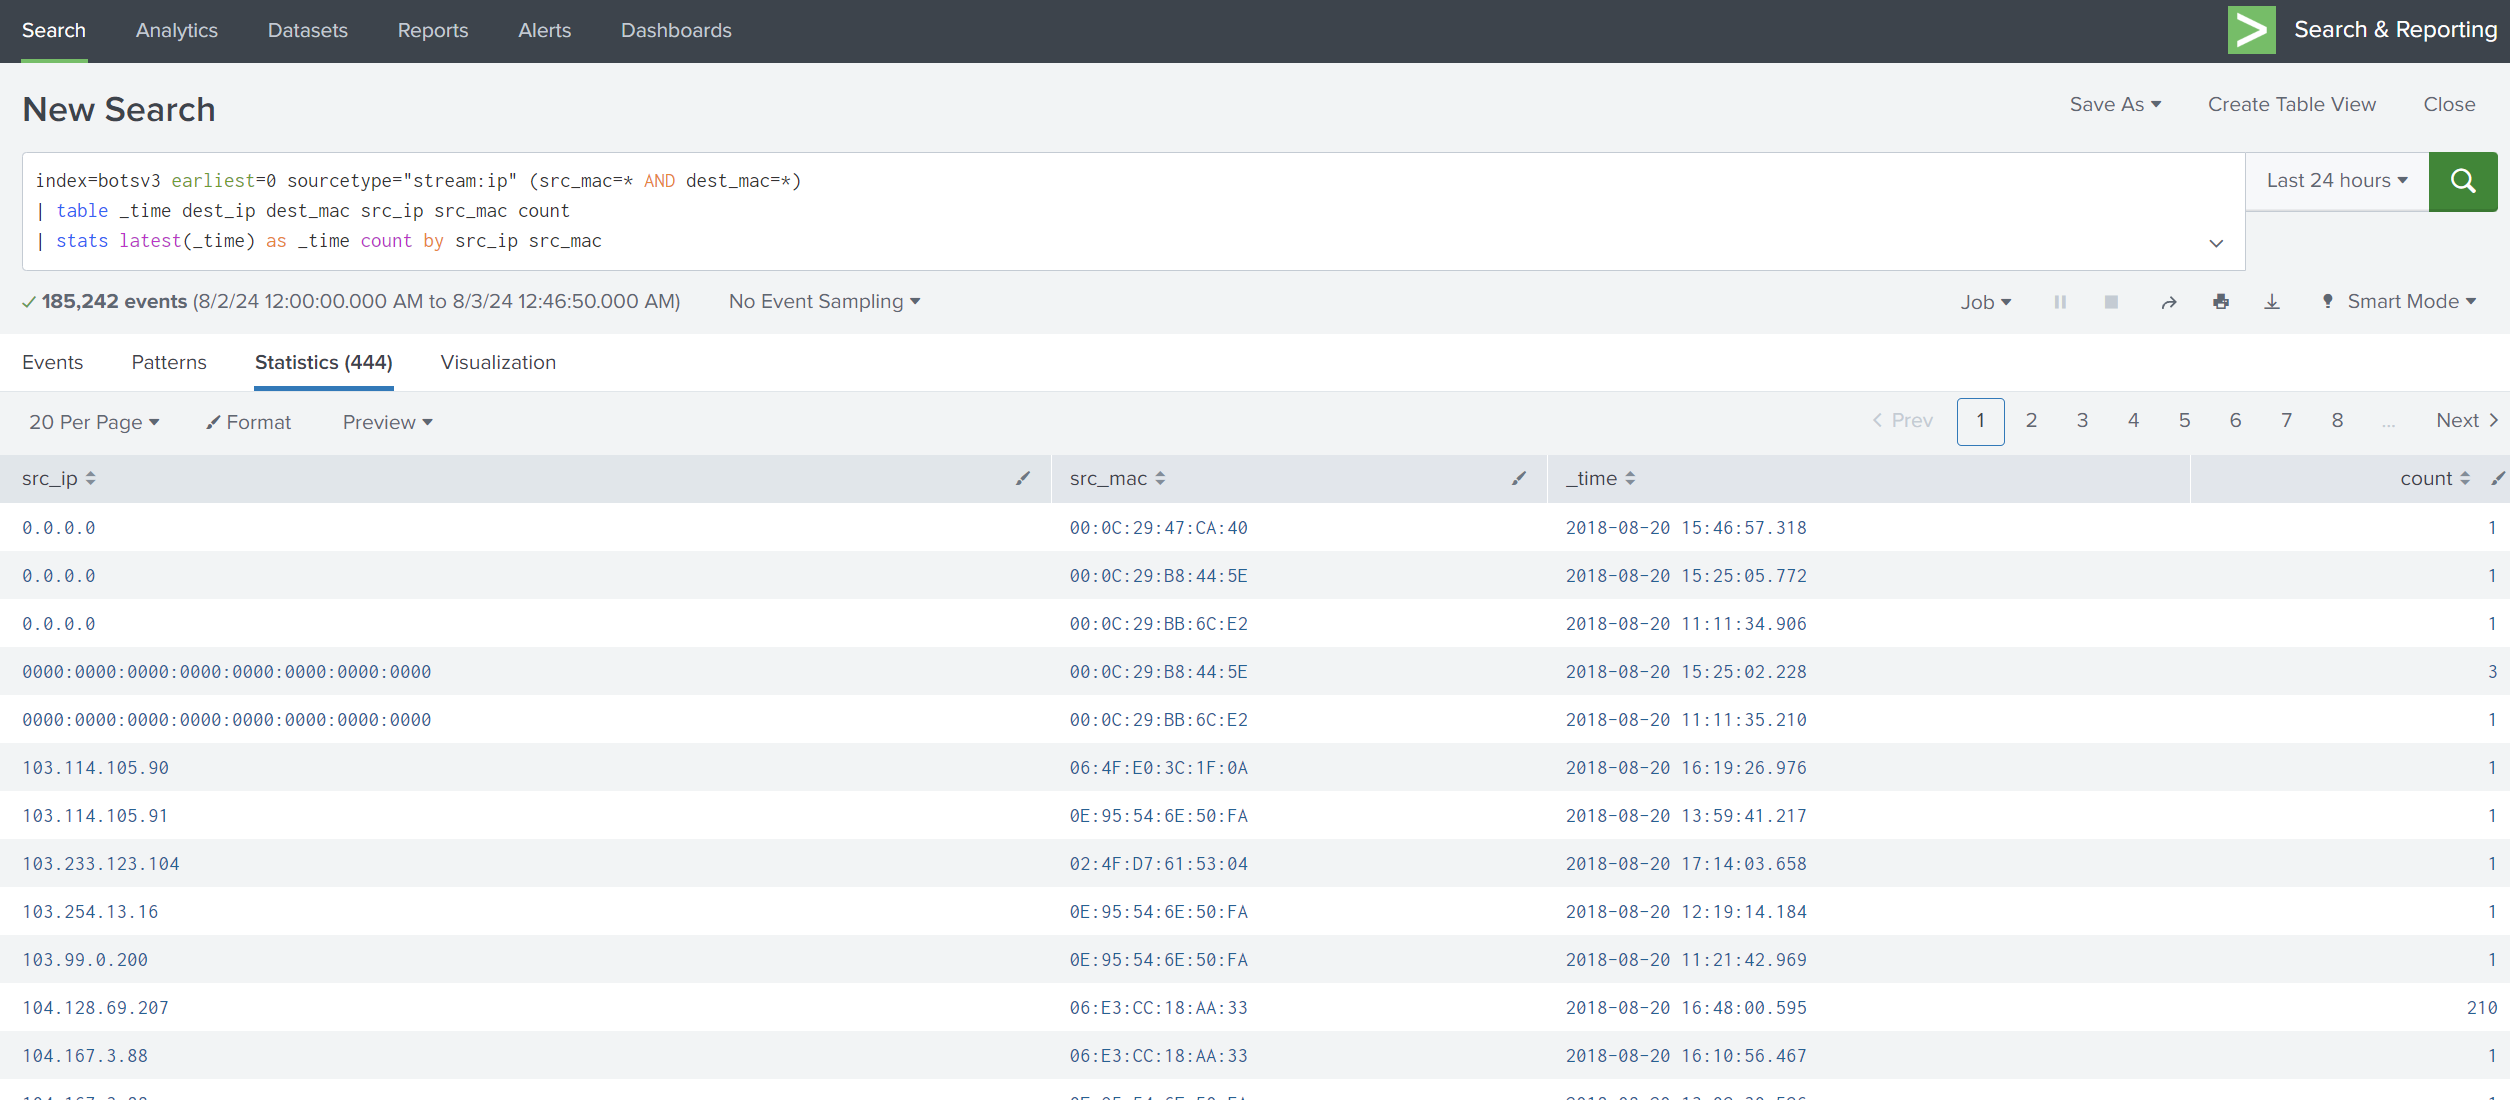 Search Analytics Datasets Reports Alerts Dashboards Search & Reporting
New Search
Save As Create Table View Close
index=botsv3 earliest=0 sourcetype="stream:ip" (src_mac=* AND dest_mac=*)
| table _time dest_ip dest_mac src_ip src_mac count
| stats latest(_time) as _time count by src_ip src_mac
Last 24 hours
185,242 events (8/2/24 12:00:00.000 AM to 8/3/24 12:46:50.000 AM) No Event Sampling Job Smart Mode
Events Patterns Statistics (444) Visualization
20 Per Page Format Preview Prev 1 2 3 4 5 6 7 8 ... Next
src_ip src_mac _time count
0.0.0.0 00:0C:29:47:CA:40 2018-08-20 15:46:57.318 1
0.0.0.0 00:0C:29:B8:44:5E 2018-08-20 15:25:05.772 1
0.0.0.0 00:0C:29:BB:6C:E2 2018-08-20 11:11:34.906 1
0000:0000:0000:0000:0000:0000:0000:0000 00:0C:29:B8:44:5E 2018-08-20 15:25:02.228 3
0000:0000:0000:0000:0000:0000:0000:0000 00:0C:29:BB:6C:E2 2018-08-20 11:11:35.210 1
103.114.105.90 06:4F:E0:3C:1F:0A 2018-08-20 16:19:26.976 1
103.114.105.91 0E:95:54:6E:50:FA 2018-08-20 13:59:41.217 1
103.233.123.104 02:4F:D7:61:53:04 2018-08-20 17:14:03.658 1
103.254.13.16 0E:95:54:6E:50:FA 2018-08-20 12:19:14.184 1
103.99.0.200 0E:95:54:6E:50:FA 2018-08-20 11:21:42.969 1
104.128.69.207 06:E3:CC:18:AA:33 2018-08-20 16:48:00.595 210
104.167.3.88 06:E3:CC:18:AA:33 2018-08-20 16:10:56.467 1